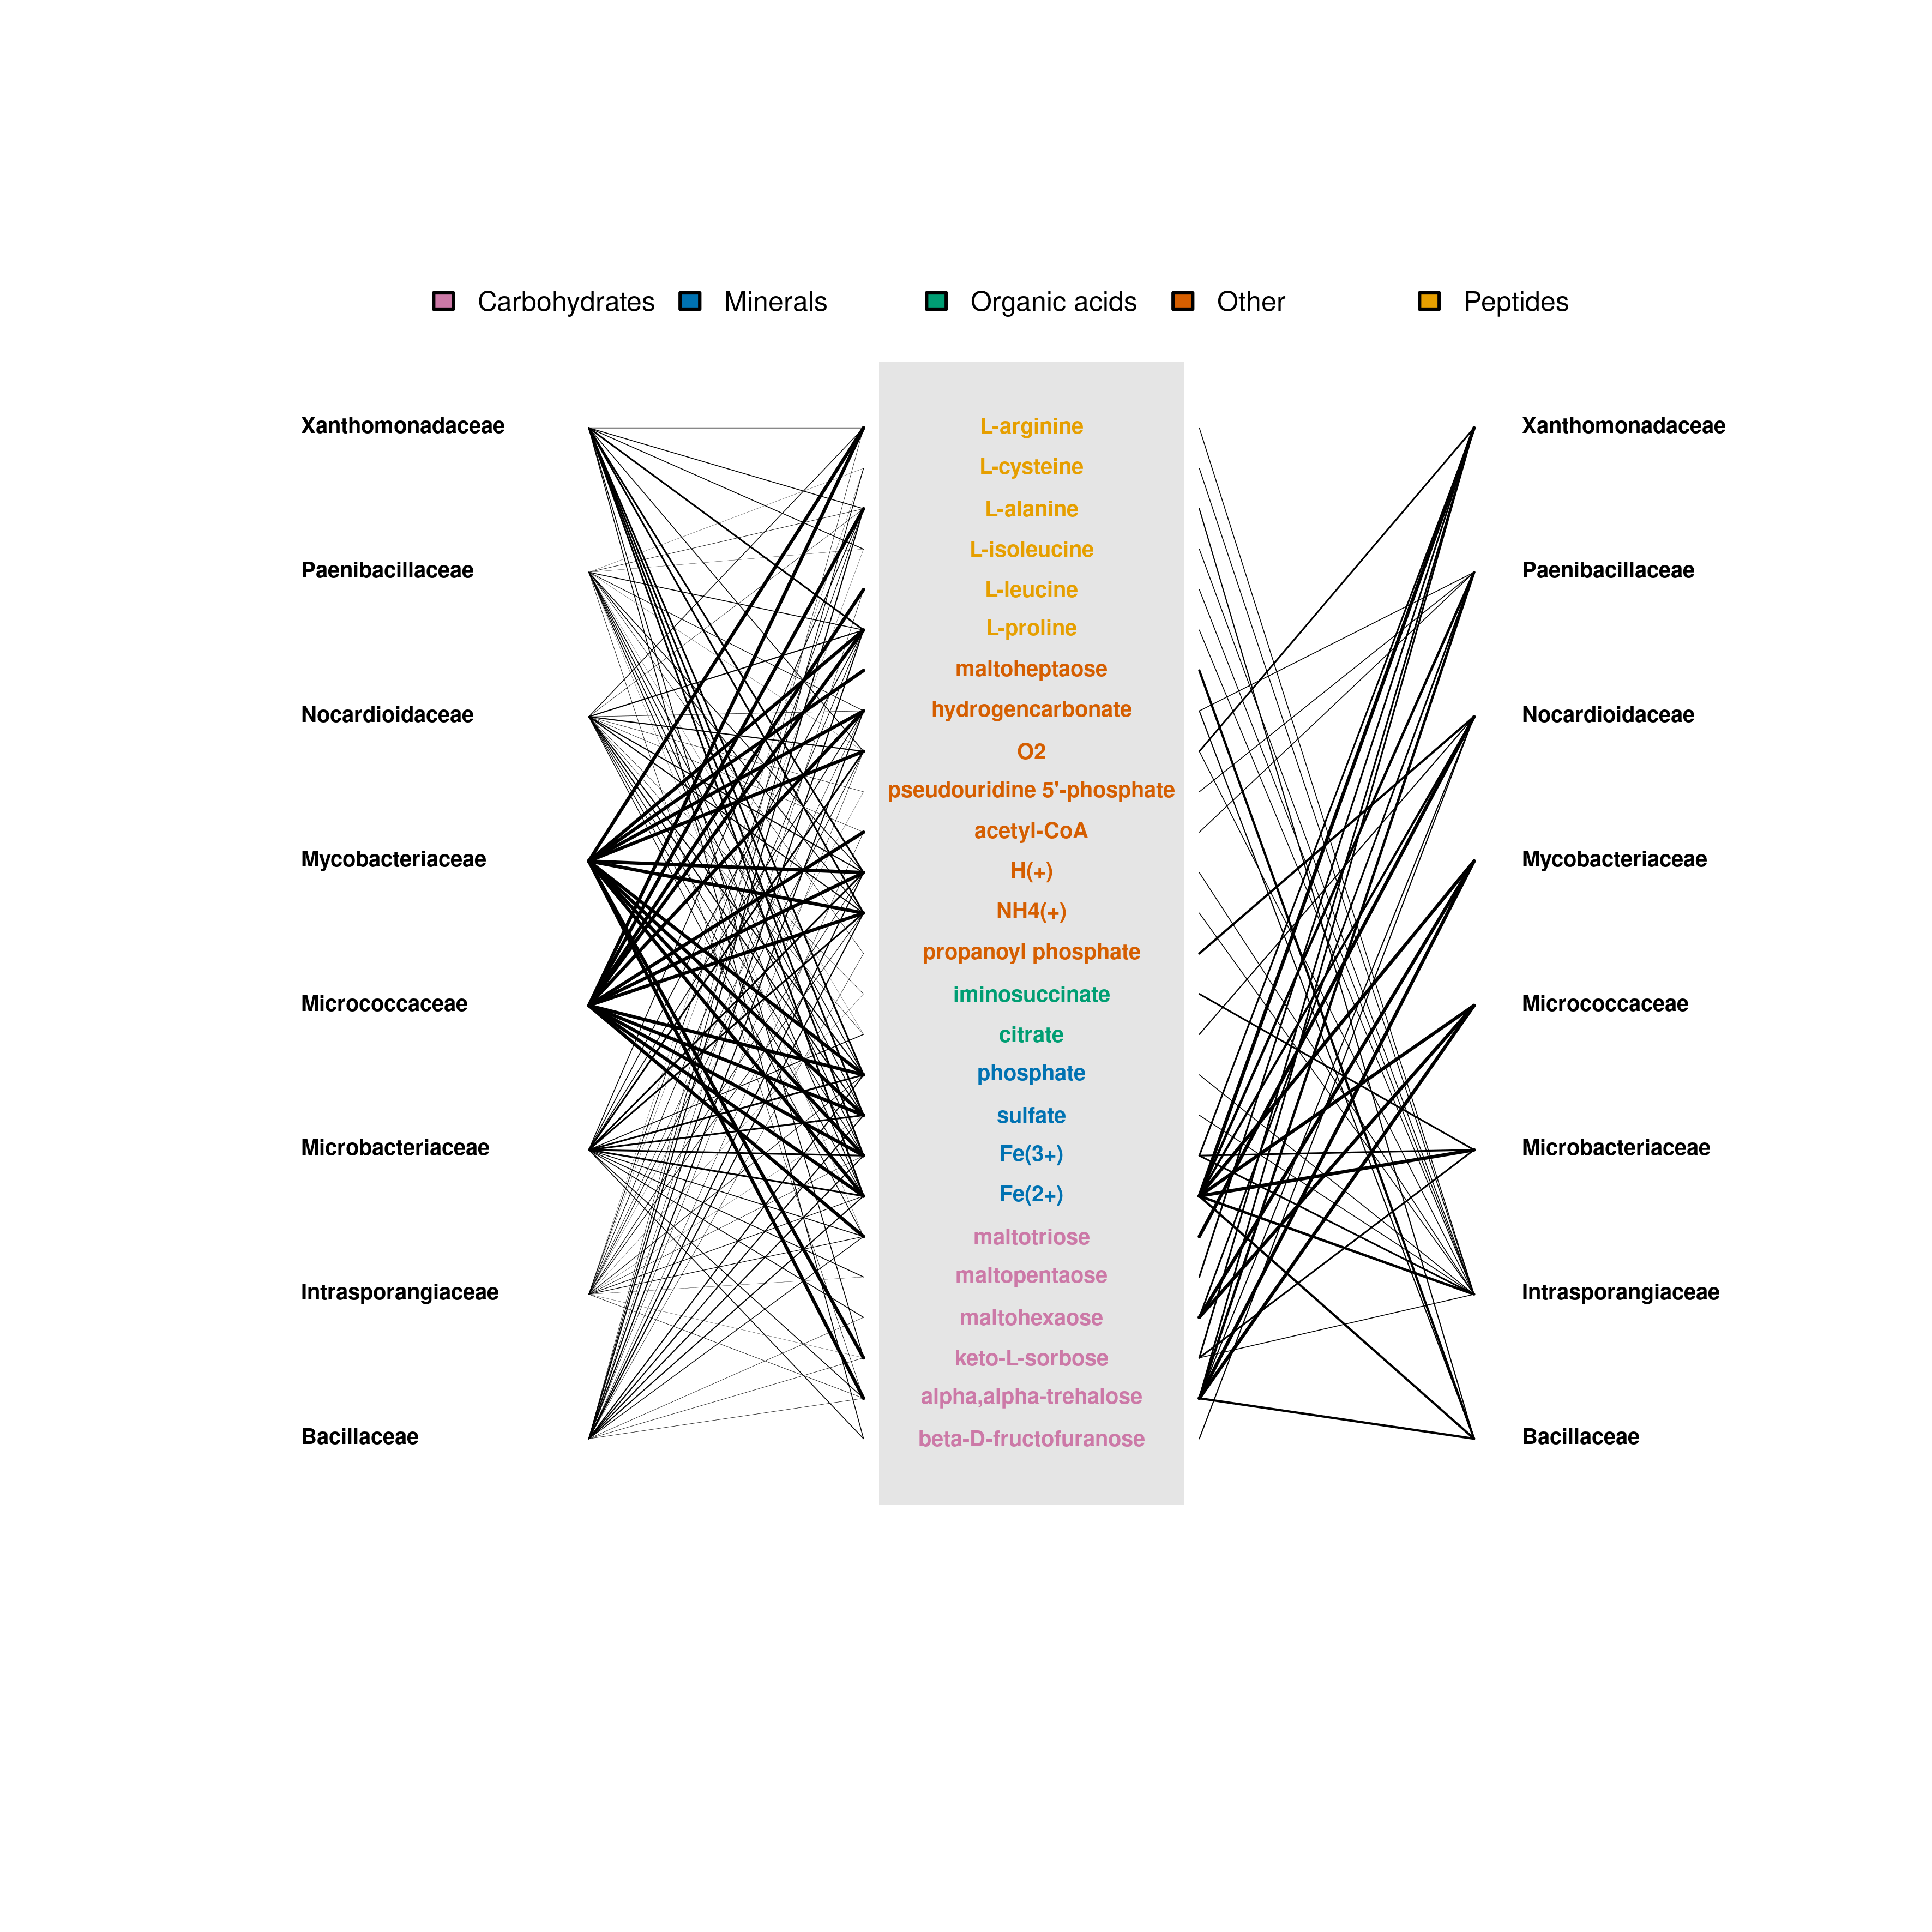 Carbohydrates
Minerals
Organic acids
Other
Peptides
Xanthomonadaceae
Paenibacillaceae
Nocardioidaceae
Mycobacteriaceae
Micrococcaceae
Microbacteriaceae
Intrasporangiaceae
Bacillaceae
L-arginine
L-cysteine
L-alanine
L-isoleucine
L-leucine
L-proline
maltoheptaose
hydrogencarbonate
O2
pseudouridine 5'-phosphate
acetyl-CoA
H(+)
NH4(+)
propanoyl phosphate
iminosuccinate
citrate
phosphate
sulfate
Fe(3+)
Fe(2+)
maltotriose
maltopentaose
maltohexaose
keto-L-sorbose
alpha,alpha-trehalose
beta-D-fructofuranose
Xanthomonadaceae
Paenibacillaceae
Nocardioidaceae
Mycobacteriaceae
Micrococcaceae
Microbacteriaceae
Intrasporangiaceae
Bacillaceae